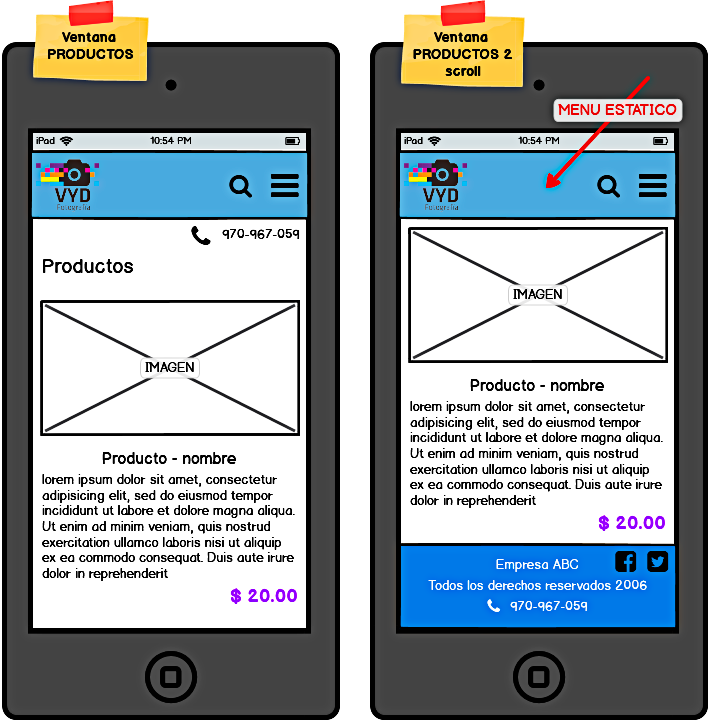 Ventana
PRODUCTOS
iPad
10:54 PM
VYD
Fotografía
970-967-059
Productos
IMAGEN
Producto - nombre
lorem ipsum dolor sit amet, consectetur
adipisicing elit, sed do eiusmod tempor
incididunt ut labore et dolore magna aliqua.
Ut enim ad minim veniam, quis nostrud
exercitation ullamco laboris nisi ut aliquip
ex ea commodo consequat. Duis aute irure
dolor in reprehenderit
$ 20.00
Ventana
PRODUCTOS 2
scroll
MENU ESTATICO
iPad
10:54 PM
VYD
Fotografía
IMAGEN
Producto - nombre
lorem ipsum dolor sit amet, consectetur
adipisicing elit, sed do eiusmod tempor
incididunt ut labore et dolore magna aliqua.
Ut enim ad minim veniam, quis nostrud
exercitation ullamco laboris nisi ut aliquip
ex ea commodo consequat. Duis aute irure
dolor in reprehenderit
$ 20.00
Empresa ABC
Todos los derechos reservados 2006
970-967-059